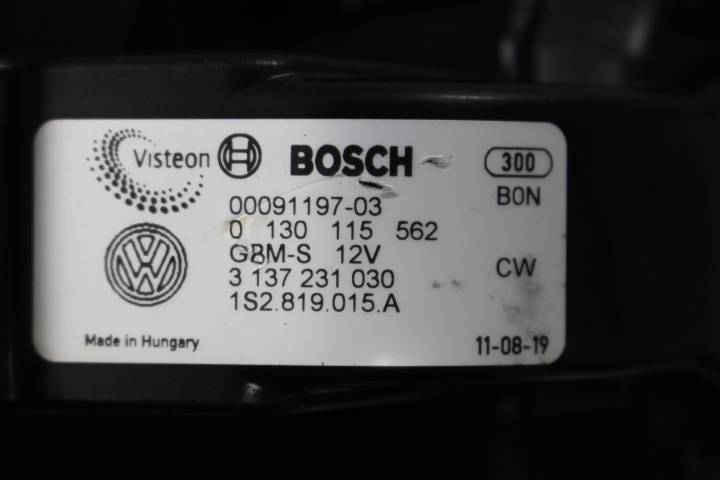 Visteon BOSCH 300
BON
00091197-03
0 130 115 562
GBM-S 12V
CW
3 137 231 030
1S2.819.015.A
Made in Hungary
11-08-19